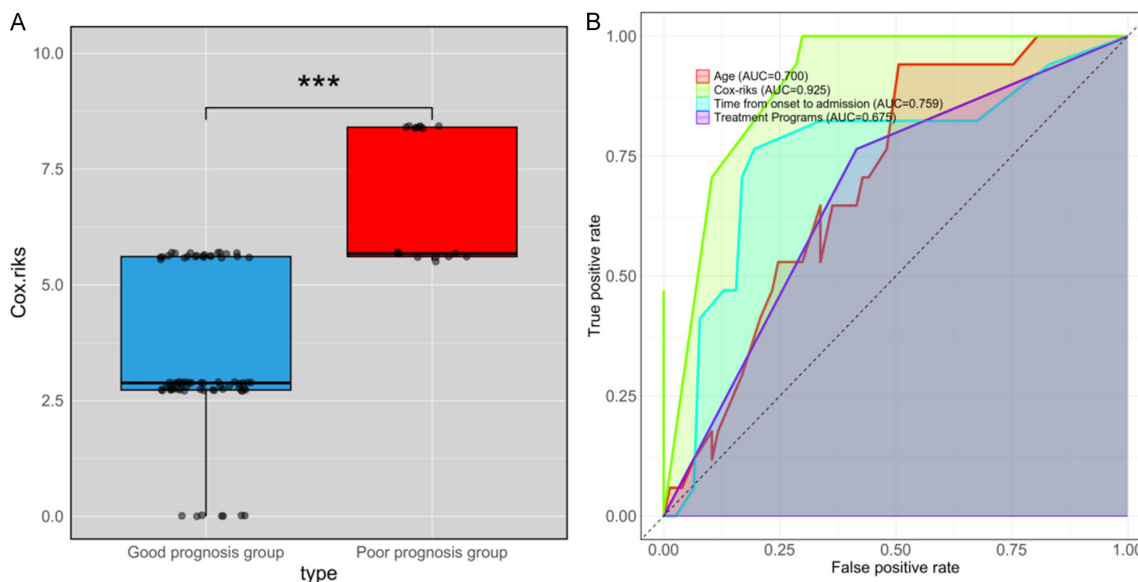 A
10.0
7.5
5.0
2.5
0.0
Cox.riks
***
Good prognosis group
Poor prognosis group
type
B
1.00
0.75
0.50
0.25
0.00
True positive rate
Age (AUC=0.700)
Cox-riks (AUC=0.925)
Time from onset to admission (AUC=0.759)
Treatment Programs (AUC=0.675)
0.00
0.25
0.50
0.75
1.00
False positive rate